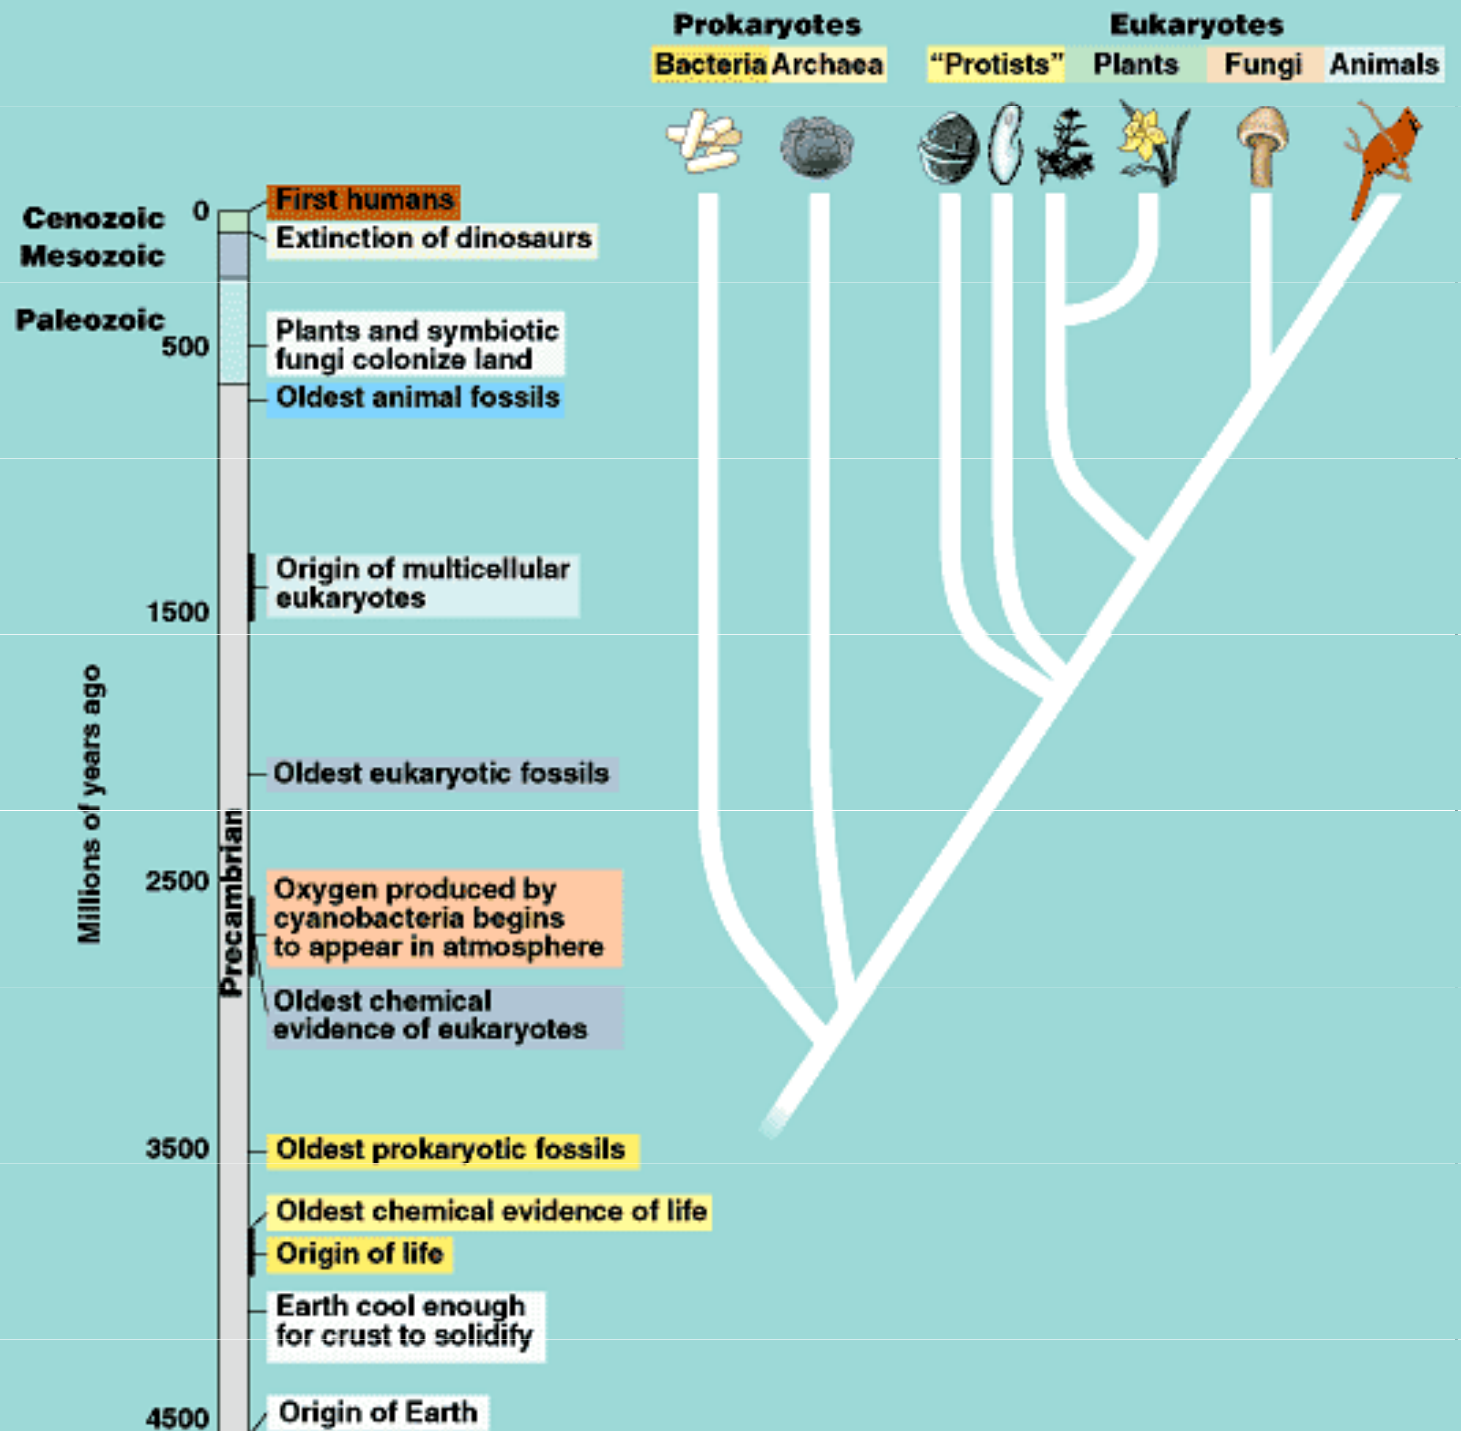 Prokaryotes
Eukaryotes
Bacteria
Archaea
“Protists”
Plants
Fungi
Animals
Cenozoic
0
First humans
Mesozoic
Extinction of dinosaurs
Paleozoic
500
Plants and symbiotic
fungi colonize land
Oldest animal fossils
Origin of multicellular
eukaryotes
1500
Millions of years ago
Oldest eukaryotic fossils
Precambrian
2500
Oxygen produced by
cyanobacteria begins
to appear in atmosphere
Oldest chemical
evidence of eukaryotes
3500
Oldest prokaryotic fossils
Oldest chemical evidence of life
Origin of life
Earth cool enough
for crust to solidify
4500
Origin of Earth